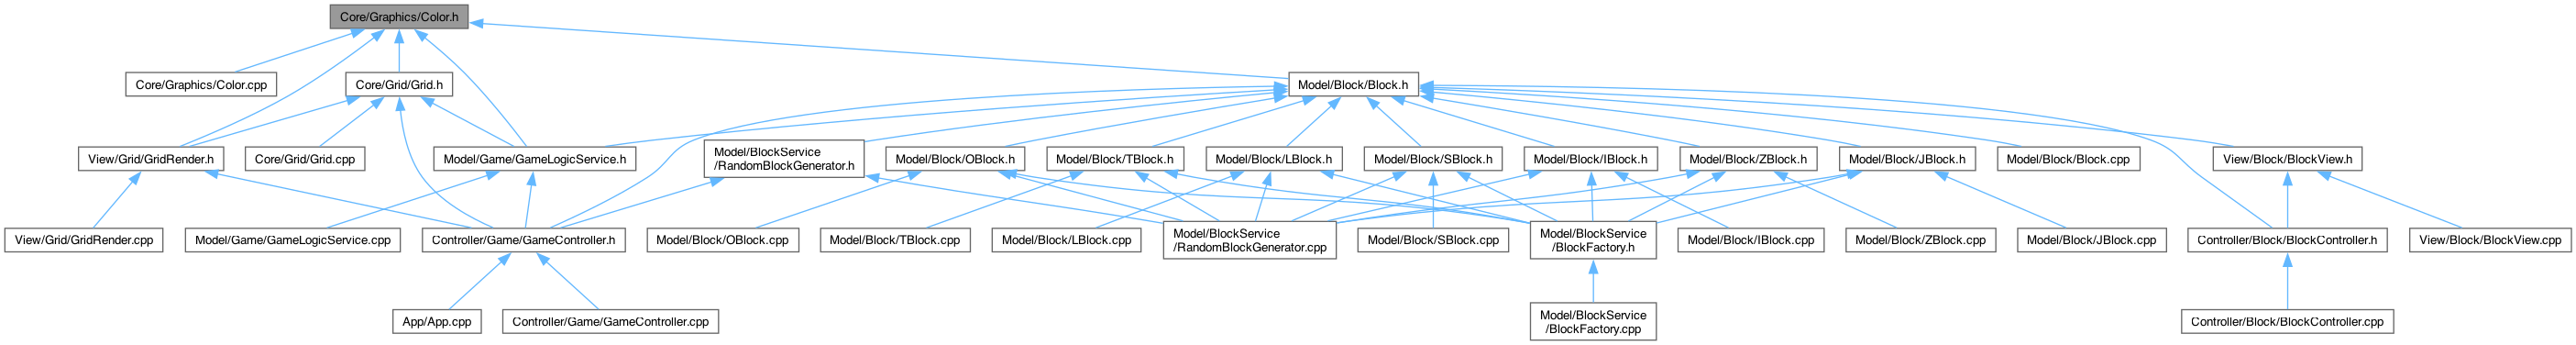 Core/Graphics/Color.h
Core/Graphics/Color.cpp
Core/Grid/Grid.h
Model/Block/Block.h
View/Grid/GridRender.h
Core/Grid/Grid.cpp
Model/Game/GameLogicService.h
Model/BlockService
/RandomBlockGenerator.h
Model/Block/OBlock.h
Model/Block/TBlock.h
Model/Block/LBlock.h
Model/Block/SBlock.h
Model/Block/IBlock.h
Model/Block/ZBlock.h
Model/Block/JBlock.h
Model/Block/Block.cpp
View/Block/BlockView.h
View/Grid/GridRender.cpp
Model/Game/GameLogicService.cpp
Controller/Game/GameController.h
Model/Block/OBlock.cpp
Model/Block/TBlock.cpp
Model/Block/LBlock.cpp
Model/BlockService
/RandomBlockGenerator.cpp
Model/Block/SBlock.cpp
Model/BlockService
/BlockFactory.h
Model/Block/IBlock.cpp
Model/Block/ZBlock.cpp
Model/Block/JBlock.cpp
Controller/Block/BlockController.h
View/Block/BlockView.cpp
App/App.cpp
Controller/Game/GameController.cpp
Model/BlockService
/BlockFactory.cpp
Controller/Block/BlockController.cpp